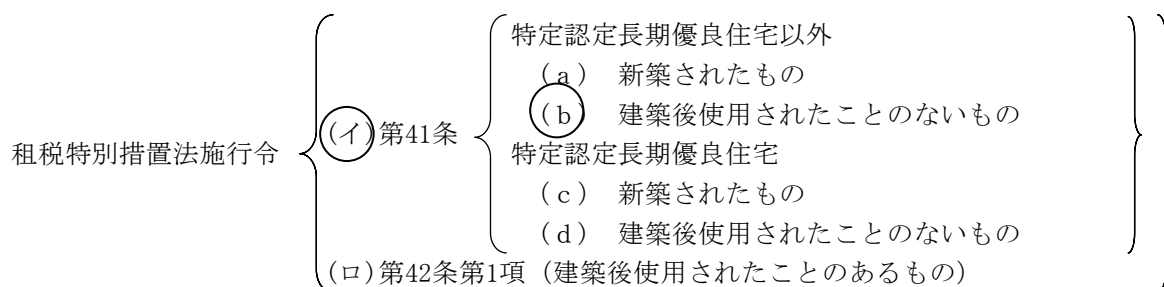 特定認定長期優良住宅以外
(a) 新築されたもの
(b) 建築後使用されたことのないもの
租税特別措置法施行令 (イ)第41条
特定認定長期優良住宅
(c) 新築されたもの
(d) 建築後使用されたことのないもの
(ロ)第42条第1項(建築後使用されたことのあるもの)